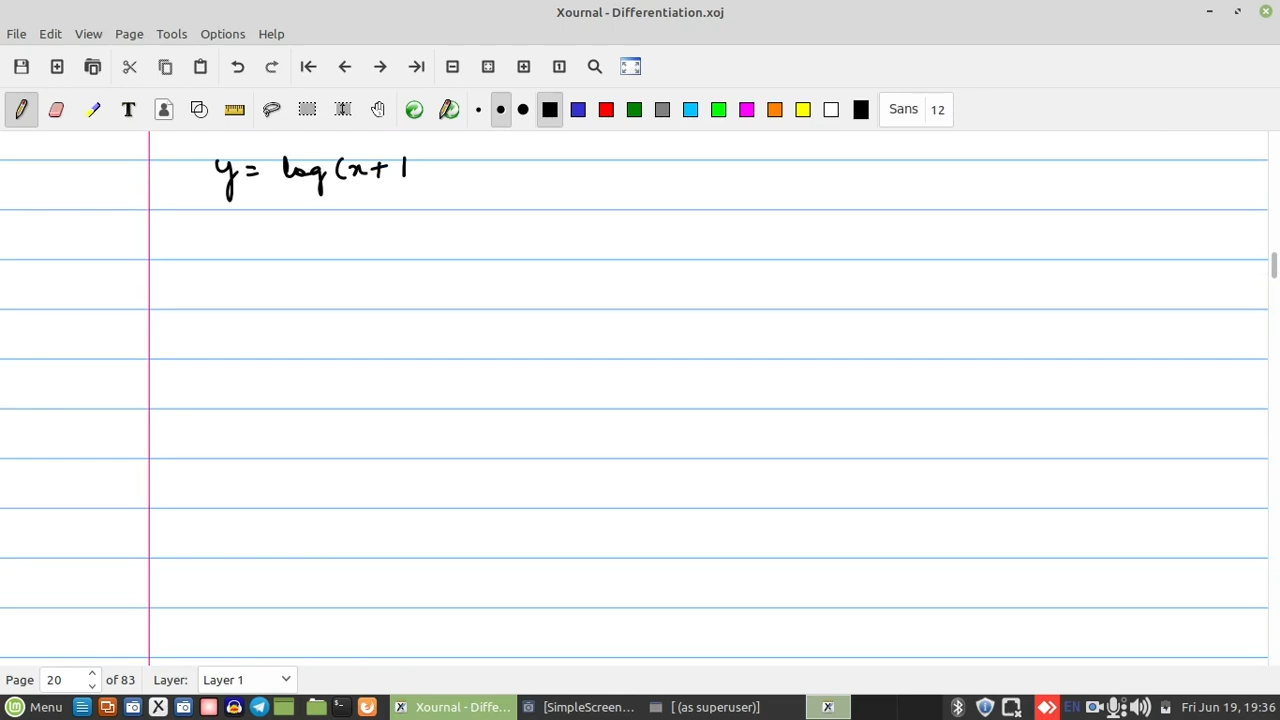 Xournal - Differentiation.xoj
File Edit View Page Tools Options Help
Sans 12
y = log (x + 1
Page 20 of 83 Layer: Layer 1
Menu Xournal - Differe... [SimpleScreen... [ (as superuser)] EN Fri Jun 19, 19:36